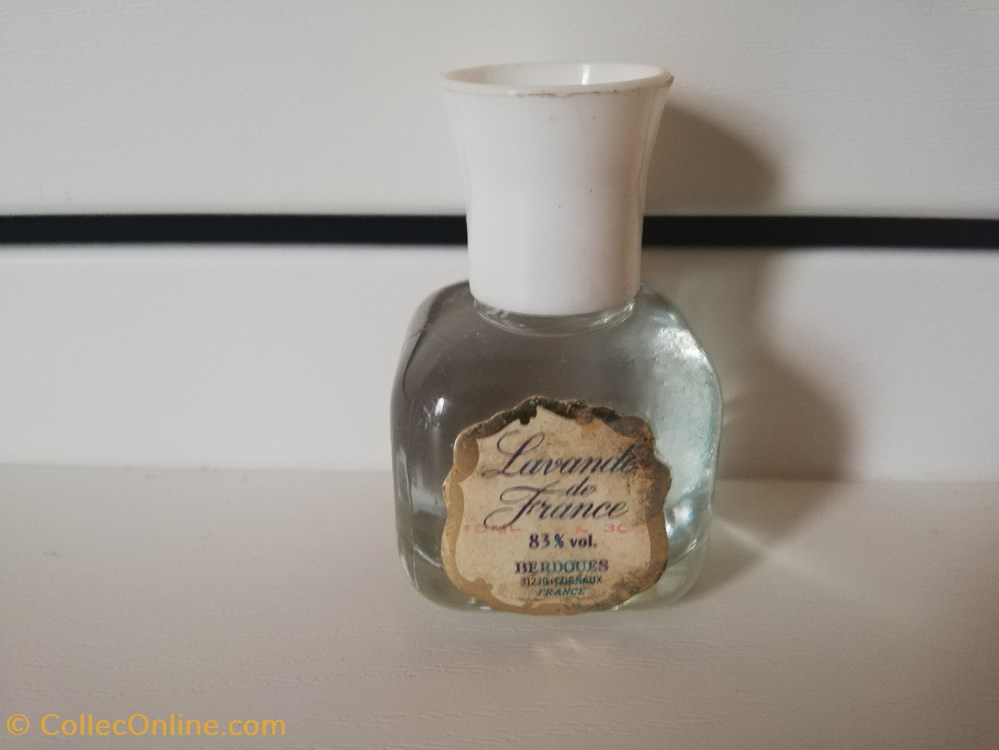 Lavande
de
France
83% vol.
BERDOUES
FRANCE
© CollecOnline.com